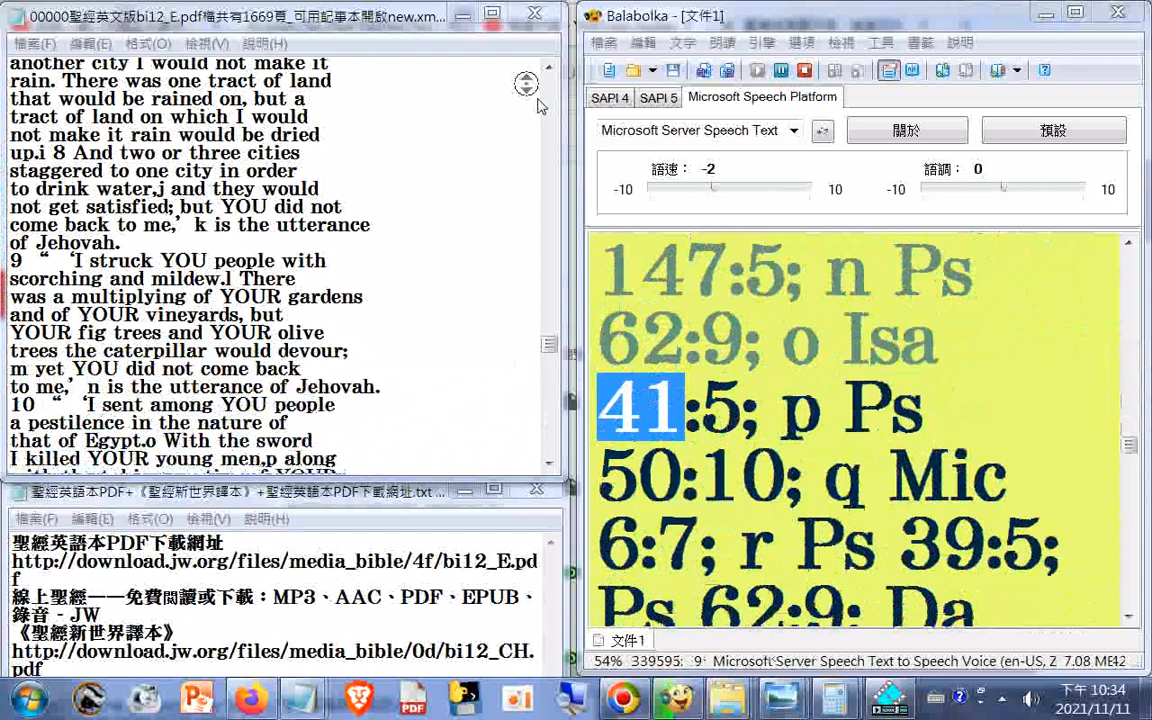 00000聖經英文版bi12_E.pdf檔共有1669頁_可用記事本開啟new.xm...
檔案(F) 編輯(E) 格式(O) 檢視(V) 說明(H)
another city I would not make it
rain. There was one tract of land
that would be rained on, but a
tract of land on which I would
not make it rain would be dried
up.i 8 And two or three cities
staggered to one city in order
to drink water,j and they would
not get satisfied; but YOU did not
come back to me,’ k is the utterance
of Jehovah.
9 “ ‘I struck YOU people with
scorching and mildew.l There
was a multiplying of YOUR gardens
and of YOUR vineyards, but
YOUR fig trees and YOUR olive
trees the caterpillar would devour;
m yet YOU did not come back
to me,’ n is the utterance of Jehovah.
10 “ ‘I sent among YOU people
a pestilence in the nature of
that of Egypt.o With the sword
I killed YOUR young men,p along
聖經英語本PDF+《聖經新世界譯本》+聖經英語本PDF下載網址.txt ...
檔案(F) 編輯(E) 格式(O) 檢視(V) 說明(H)
聖經英語本PDF下載網址
http://download.jw.org/files/media_bible/4f/bi12_E.pd
f
線上聖經——免費閱讀或下載：MP3、AAC、PDF、EPUB、
錄音 - JW
《聖經新世界譯本》
http://download.jw.org/files/media_bible/0d/bi12_CH.
pdf
Balabolka - [文件1]
檔案 編輯 文字 朗讀 引擎 選項 檢視 工具 書籤 說明
SAPI 4 SAPI 5 Microsoft Speech Platform
Microsoft Server Speech Text 關於 預設
語速： -2 語調： 0
-10 10 -10 10
147:5; n Ps
62:9; o Isa
41:5; p Ps
50:10; q Mic
6:7; r Ps 39:5;
Ps 62:9; Da
文件1
54% 339595: 9 Microsoft Server Speech Text to Speech Voice (en-US, Z 7.08 ME
下午 10:34
2021/11/11